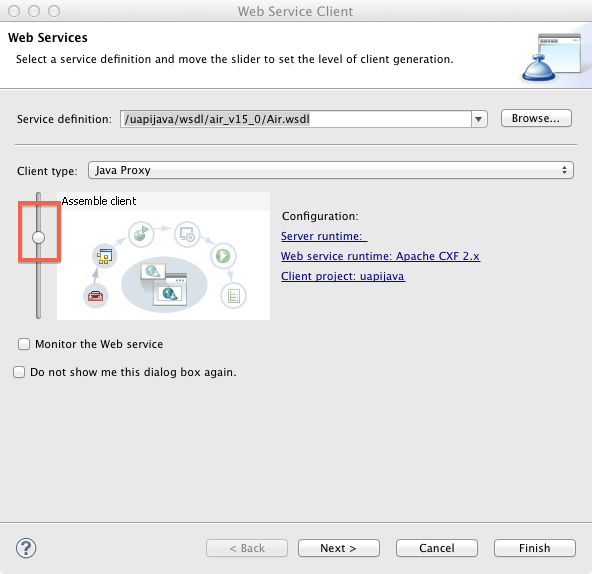 Web Service Client
Web Services
Select a service definition and move the slider to set the level of client generation.
Service definition: /uapijava/wsdl/air_v15_0/Air.wsdl Browse...
Client type: Java Proxy
Assemble client
Configuration:
Server runtime:
Web service runtime: Apache CXF 2.x
Client project: uapijava
Monitor the Web service
Do not show me this dialog box again.
? < Back Next > Cancel Finish